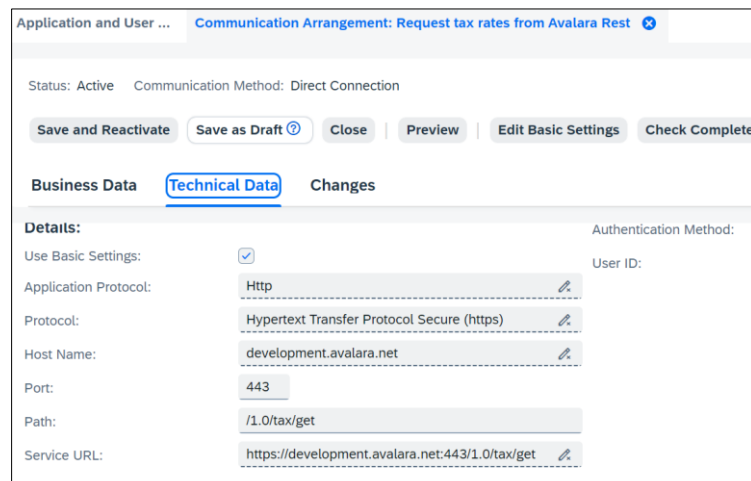 Application and User ... Communication Arrangement: Request tax rates from Avalara Rest
Status: Active Communication Method: Direct Connection
Save and Reactivate Save as Draft ? Close Preview Edit Basic Settings Check Complete
Business Data Technical Data Changes
Details:
Authentication Method:
Use Basic Settings:
User ID:
Application Protocol: Http
Protocol: Hypertext Transfer Protocol Secure (https)
Host Name: development.avalara.net
Port: 443
Path: /1.0/tax/get
Service URL: https://development.avalara.net:443/1.0/tax/get